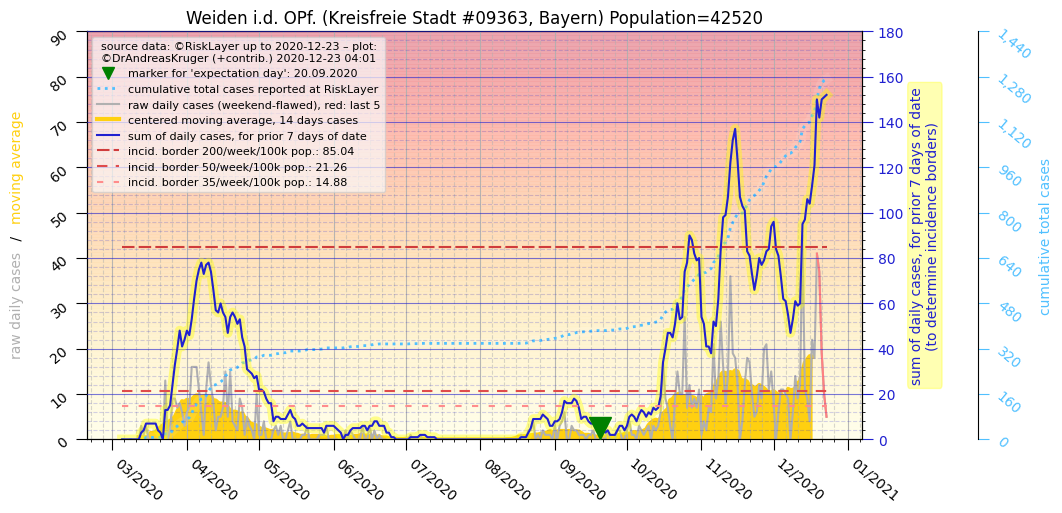 Weiden i.d. OPf. (Kreisfreie Stadt #09363, Bayern) Population=42520
source data: ©RiskLayer up to 2020-12-23 – plot:
©DrAndreasKruger (+contrib.) 2020-12-23 04:01
marker for 'expectation day': 20.09.2020
cumulative total cases reported at RiskLayer
raw daily cases (weekend-flawed), red: last 5
centered moving average, 14 days cases
sum of daily cases, for prior 7 days of date
incid. border 200/week/100k pop.: 85.04
incid. border 50/week/100k pop.: 21.26
incid. border 35/week/100k pop.: 14.88
raw daily cases / moving average
90
80
70
60
50
40
30
20
10
0
180
160
140
120
100
80
60
40
20
0
sum of daily cases, for prior 7 days of date
(to determine incidence borders)
1,440
1,280
1,120
960
800
640
480
320
160
0
cumulative total cases
03/2020
04/2020
05/2020
06/2020
07/2020
08/2020
09/2020
10/2020
11/2020
12/2020
01/2021